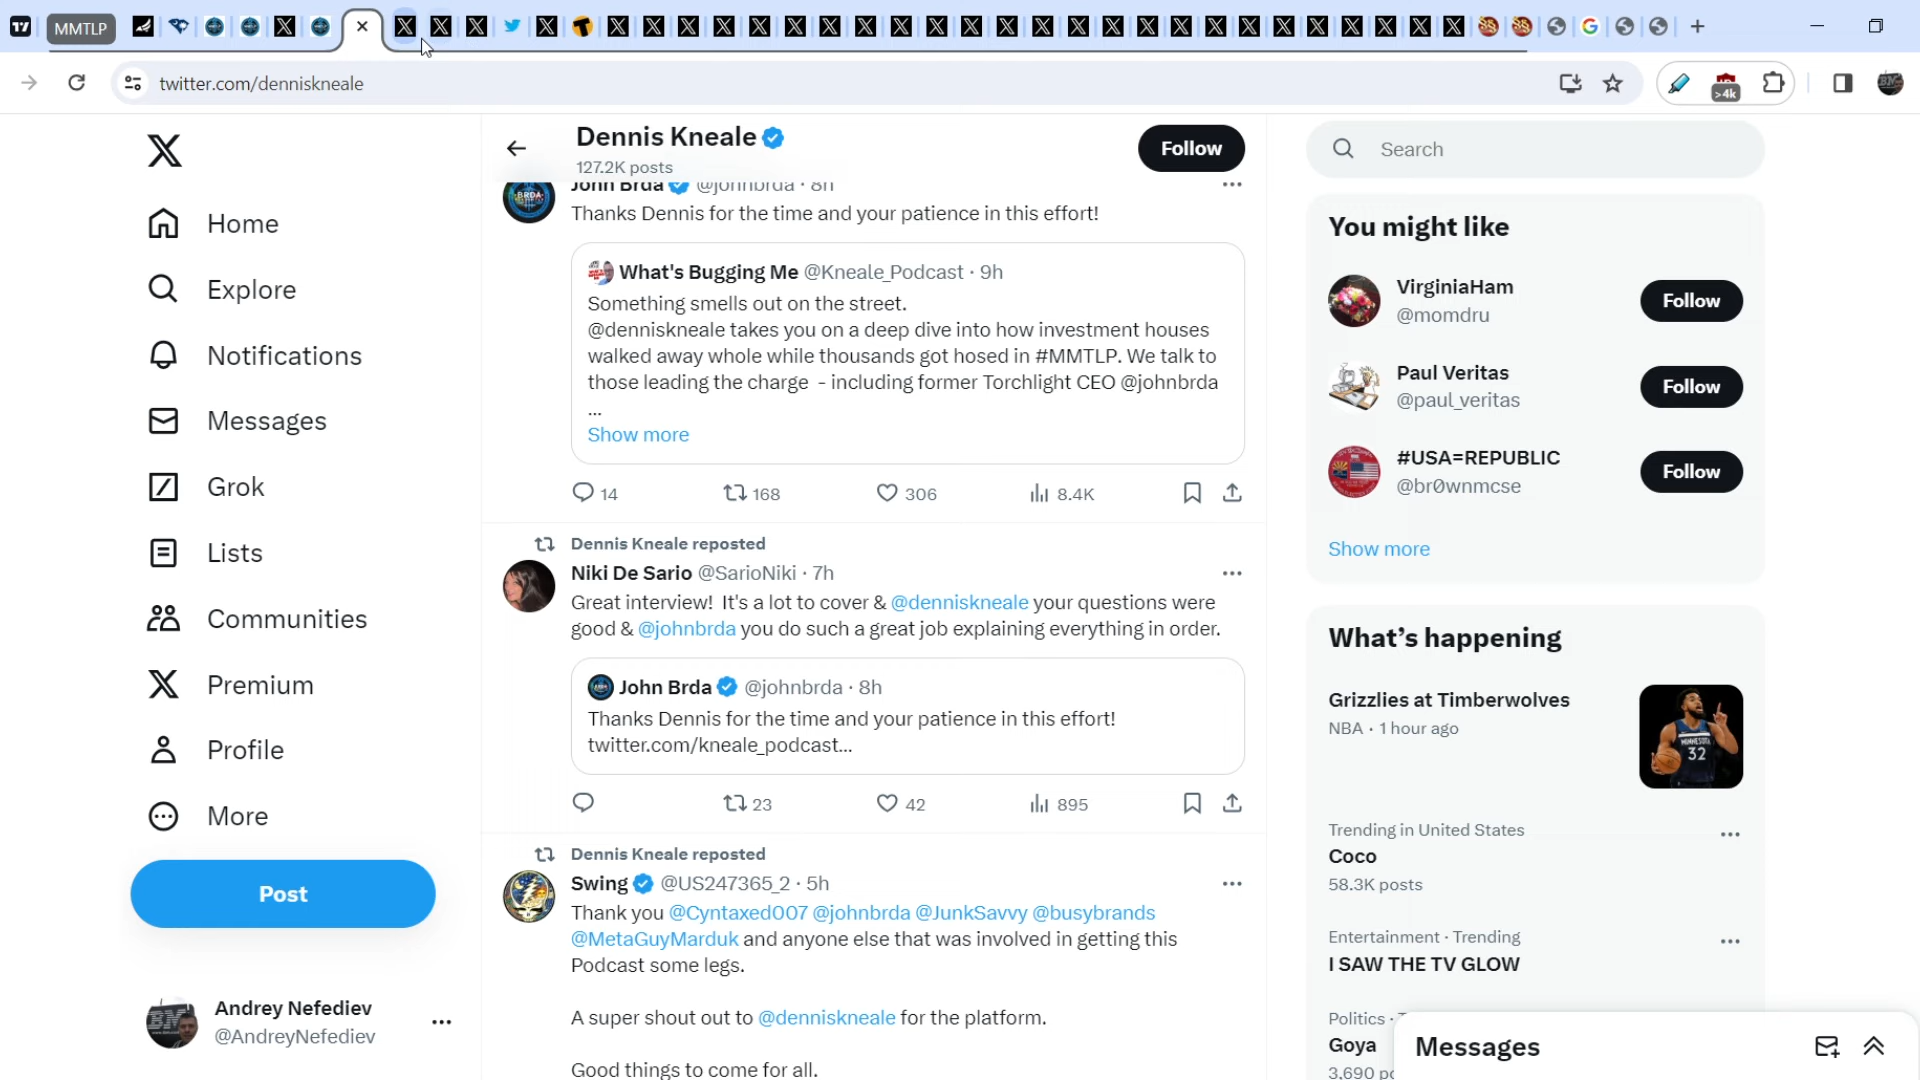 MMTLP
twitter.com/denniskneale
>4k
Home
Explore
Notifications
Messages
Grok
Lists
Communities
Premium
Profile
More
Post
Andrey Nefediev
@AndreyNefediev
Dennis Kneale
127.2K posts
Follow
John Brda @johnbrda · 8h
Thanks Dennis for the time and your patience in this effort!
What's Bugging Me @Kneale_Podcast · 9h
Something smells out on the street.
@denniskneale takes you on a deep dive into how investment houses
walked away whole while thousands got hosed in #MMTLP. We talk to
those leading the charge - including former Torchlight CEO @johnbrda
...
Show more
14 168 306 8.4K
Dennis Kneale reposted
Niki De Sario @SarioNiki · 7h
Great interview! It's a lot to cover & @denniskneale your questions were
good & @johnbrda you do such a great job explaining everything in order.
John Brda @johnbrda · 8h
Thanks Dennis for the time and your patience in this effort!
twitter.com/kneale_podcast...
23 42 895
Dennis Kneale reposted
Swing @US247365_2 · 5h
Thank you @Cyntaxed007 @johnbrda @JunkSavvy @busybrands
@MetaGuyMarduk and anyone else that was involved in getting this
Podcast some legs.
A super shout out to @denniskneale for the platform.
Good things to come for all.
Search
You might like
VirginiaHam
@momdru
Follow
Paul Veritas
@paul_veritas
Follow
#USA=REPUBLIC
@br0wnmcse
Follow
Show more
What's happening
Grizzlies at Timberwolves
NBA · 1 hour ago
Trending in United States
Coco
58.3K posts
Entertainment · Trending
I SAW THE TV GLOW
Politics ·
Goya
3,690
Messages